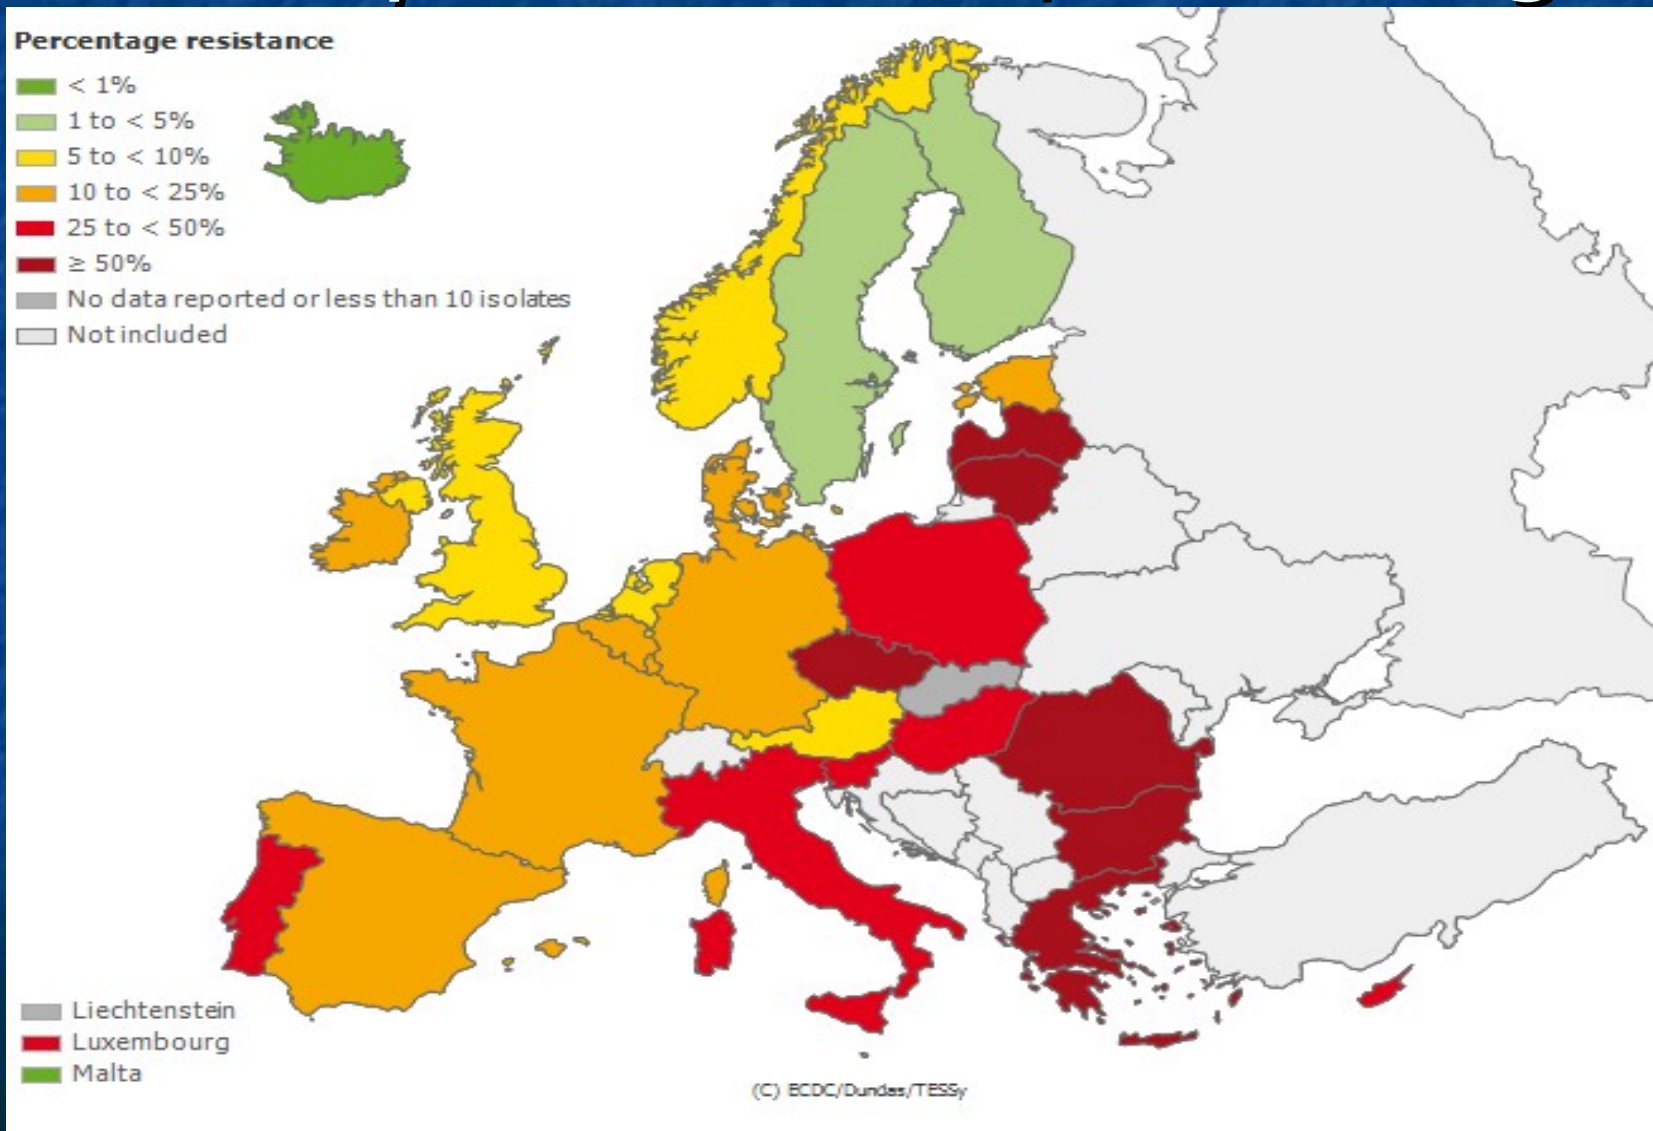 Percentage resistance
< 1%
1 to < 5%
5 to < 10%
10 to < 25%
25 to < 50%
≥ 50%
No data reported or less than 10 isolates
Not included
Liechtenstein
Luxembourg
Malta
(C) ECDC/Dundas/TESSy